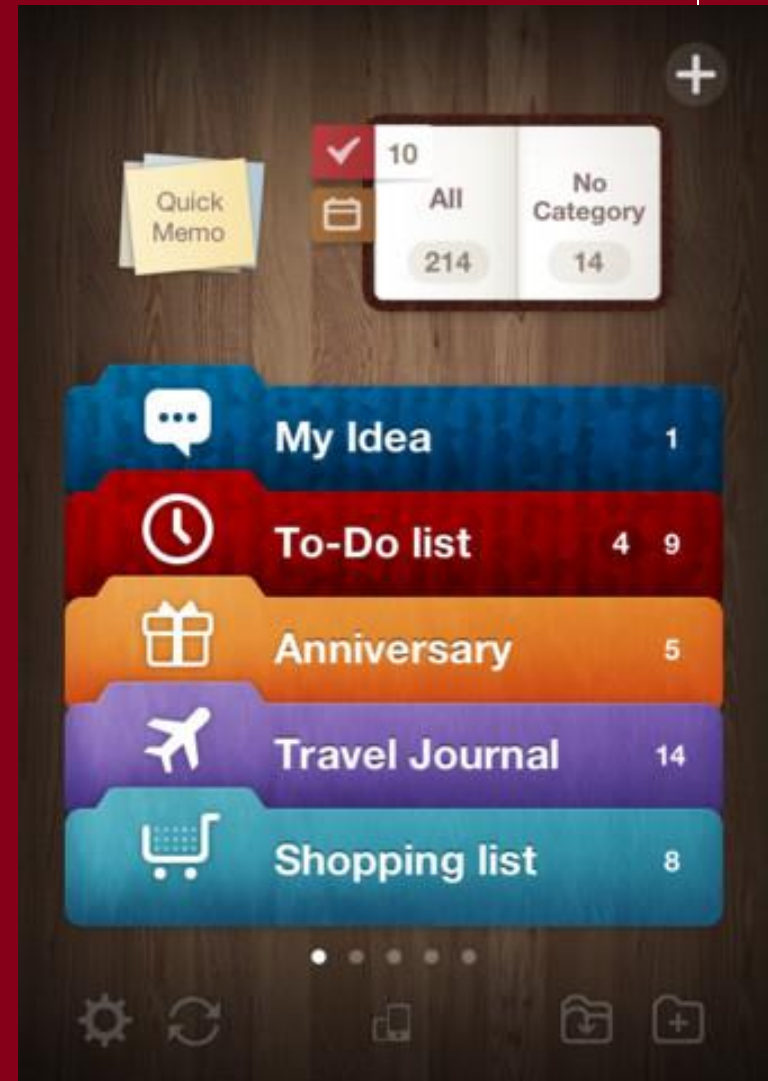 Quick
Memo
10
All
214
No
Category
14
My Idea 1
To-Do list 4 9
Anniversary 5
Travel Journal 14
Shopping list 8